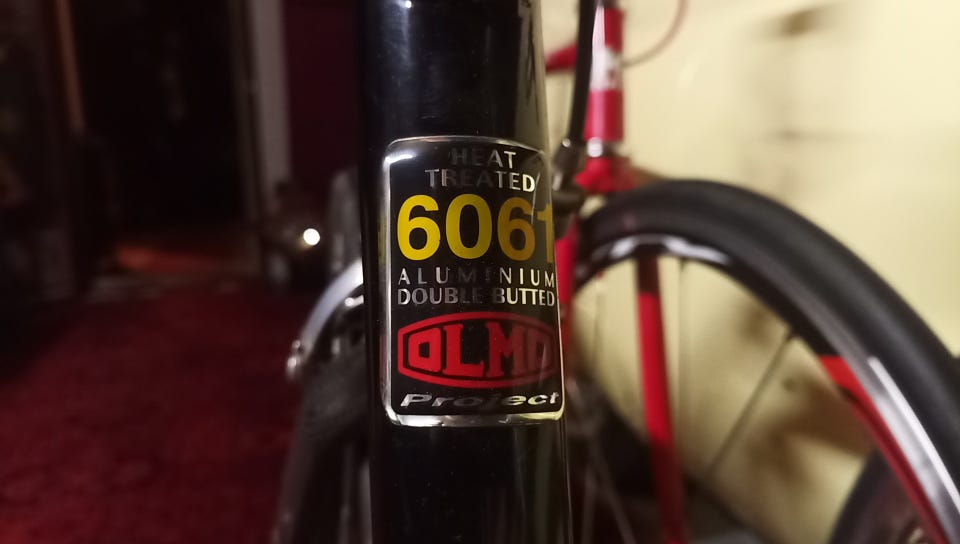 HEAT
TREATED
6061
ALUMINIUM
DOUBLE BUTTED
OLMO
Project